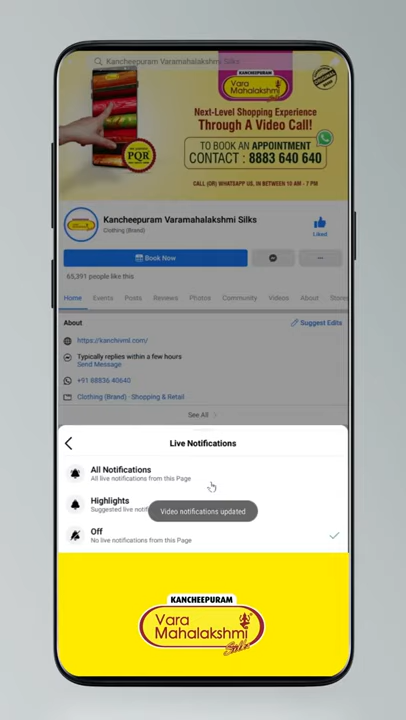 Kancheepuram Varamahalakshmi Silks
KANCHEEPURAM
Vara
Mahalakshmi
Silks
Next-Level Shopping Experience
Through A Video Call!
TO BOOK AN APPOINTMENT
CONTACT : 8883 640 640
PQR
CALL (OR) WHATSAPP US, IN BETWEEN 10 AM - 7 PM
Kancheepuram Varamahalakshmi Silks
Clothing (Brand)
Liked
Book Now
65,391 people like this
Home Events Posts Reviews Photos Community Videos About Store
About
Suggest Edits
https://kanchivml.com/
Typically replies within a few hours
Send Message
+91 88836 40640
Clothing (Brand) · Shopping & Retail
See All
Live Notifications
All Notifications
All live notifications from this Page
Highlights
Suggested live notif
Video notifications updated
Off
No live notifications from this Page
KANCHEEPURAM
Vara
Mahalakshmi
Silks